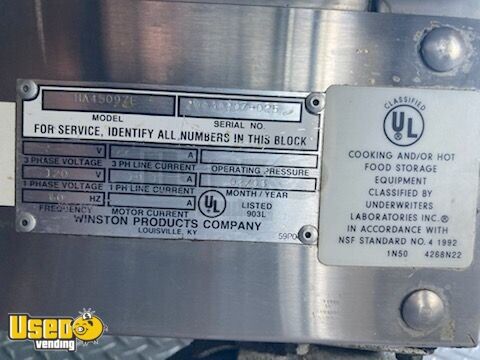 HA4509ZE
MODEL SERIAL NO.
FOR SERVICE, IDENTIFY ALL NUMBERS IN THIS BLOCK
V A
3 PHASE VOLTAGE 3 PH LINE CURRENT OPERATING PRESSURE
120 V A
1 PHASE VOLTAGE 1 PH LINE CURRENT MONTH/YEAR
60 HZ A UL LISTED
FREQUENCY MOTOR CURRENT 903L
WINSTON PRODUCTS COMPANY
LOUISVILLE, KY
CLASSIFIED
UL ®
COOKING AND/OR HOT
FOOD STORAGE
EQUIPMENT
CLASSIFIED BY
UNDERWRITERS
LABORATORIES INC.®
IN ACCORDANCE WITH
NSF STANDARD NO. 4 1992
1N50 4268N22
Used vending .com